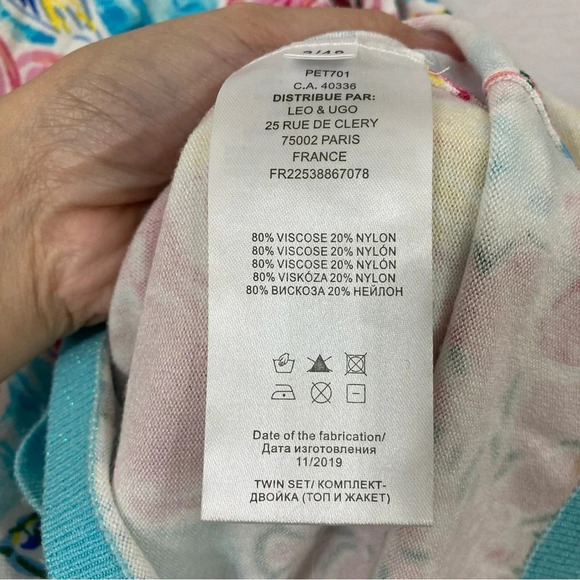 PET701
C.A. 40336
DISTRIBUE PAR:
LEO & UGO
25 RUE DE CLERY
75002 PARIS
FRANCE
FR22538867078
80% VISCOSE 20% NYLON
80% VISCOSE 20% NYLÓN
80% VISCOSE 20% NYLON
80% VISKÓZA 20% NYLON
80% ВИСКОЗА 20% НЕЙЛОН
Date of the fabrication/
Дата изготовления
11/2019
TWIN SET/ КОМПЛЕКТ-
ДВОЙКА (ТОП И ЖАКЕТ)